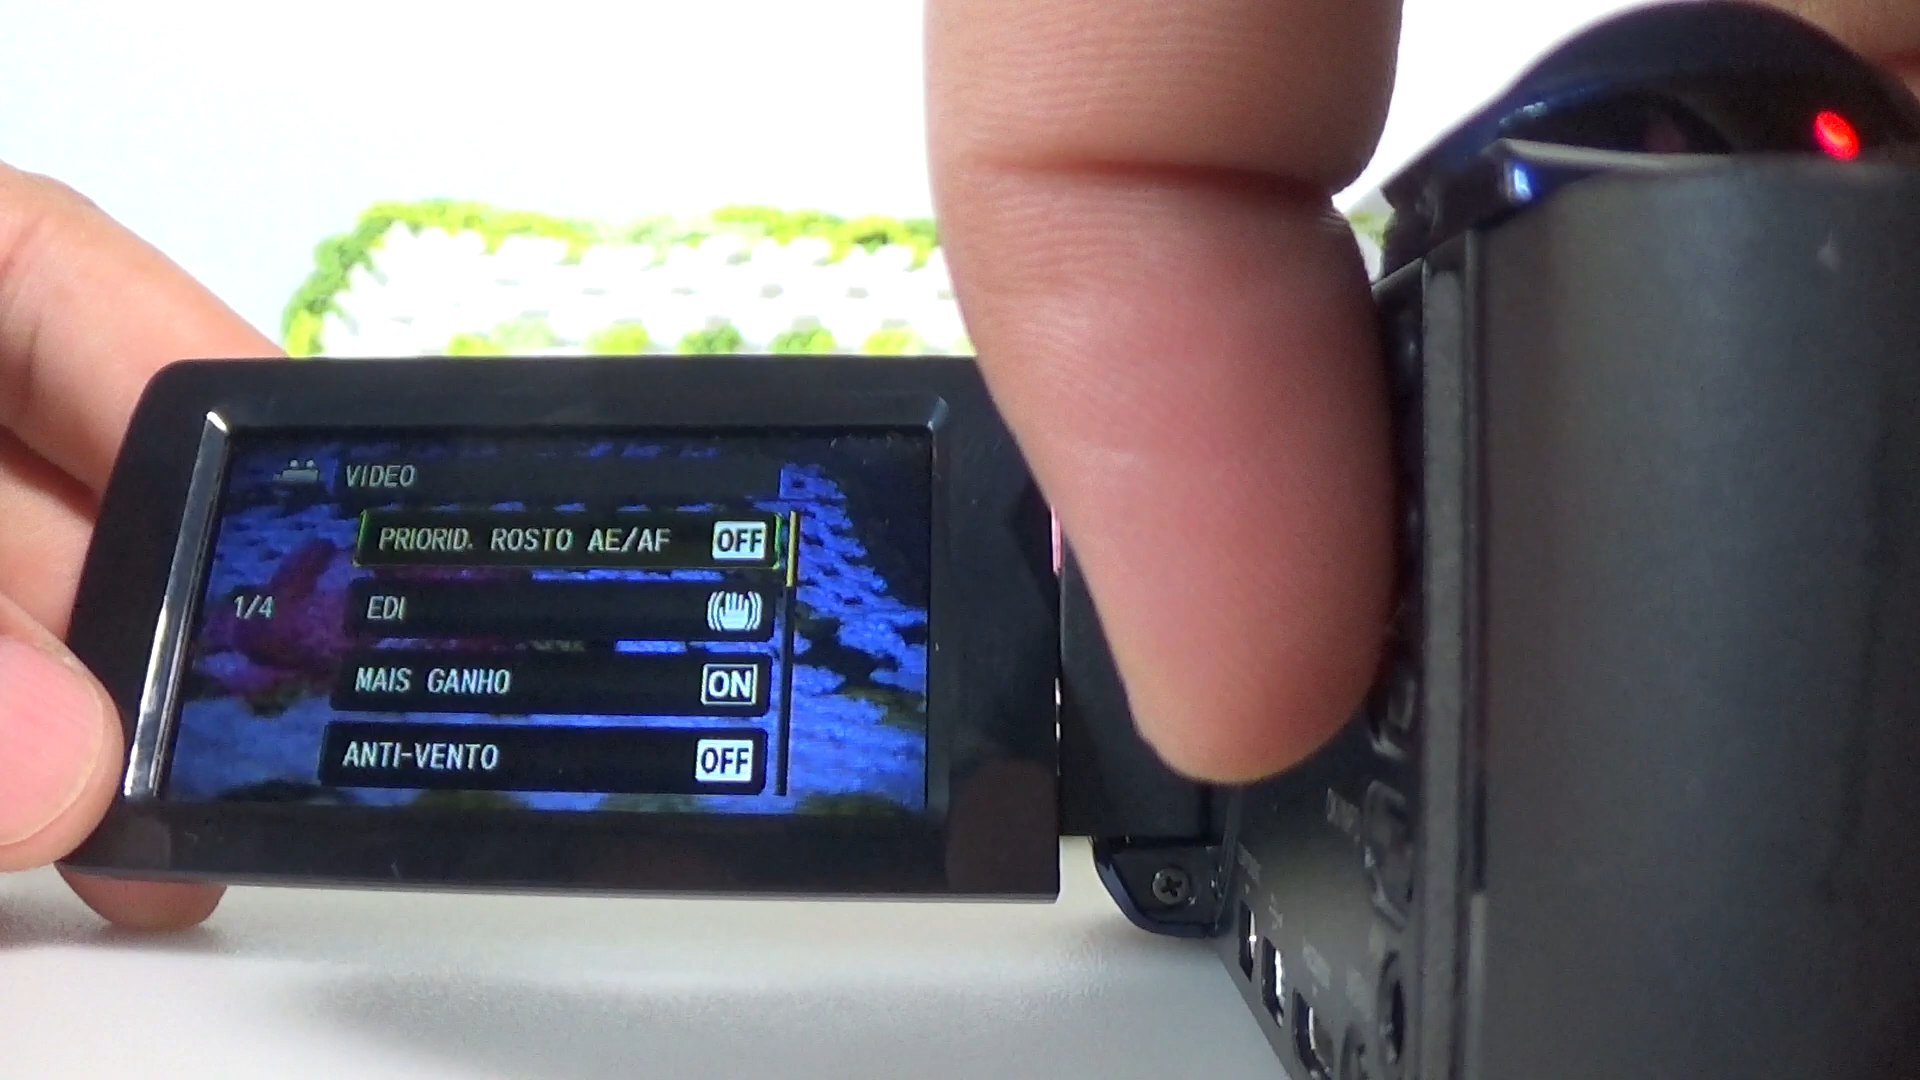 VIDEO
PRIORID. ROSTO AE/AF OFF
1/4
EDI
MAIS GANHO ON
ANTI-VENTO OFF